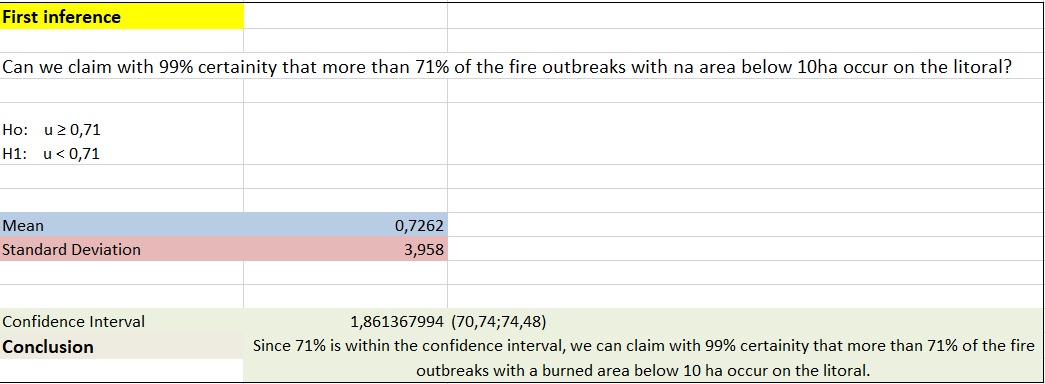 First inference
Can we claim with 99% certainity that more than 71% of the fire outbreaks with na area below 10ha occur on the litoral?
Ho: u ≥ 0,71
H1: u < 0,71
Mean 0,7262
Standard Deviation 3,958
Confidence Interval 1,861367994 (70,74;74,48)
Conclusion Since 71% is within the confidence interval, we can claim with 99% certainity that more than 71% of the fire
outbreaks with a burned area below 10 ha occur on the litoral.